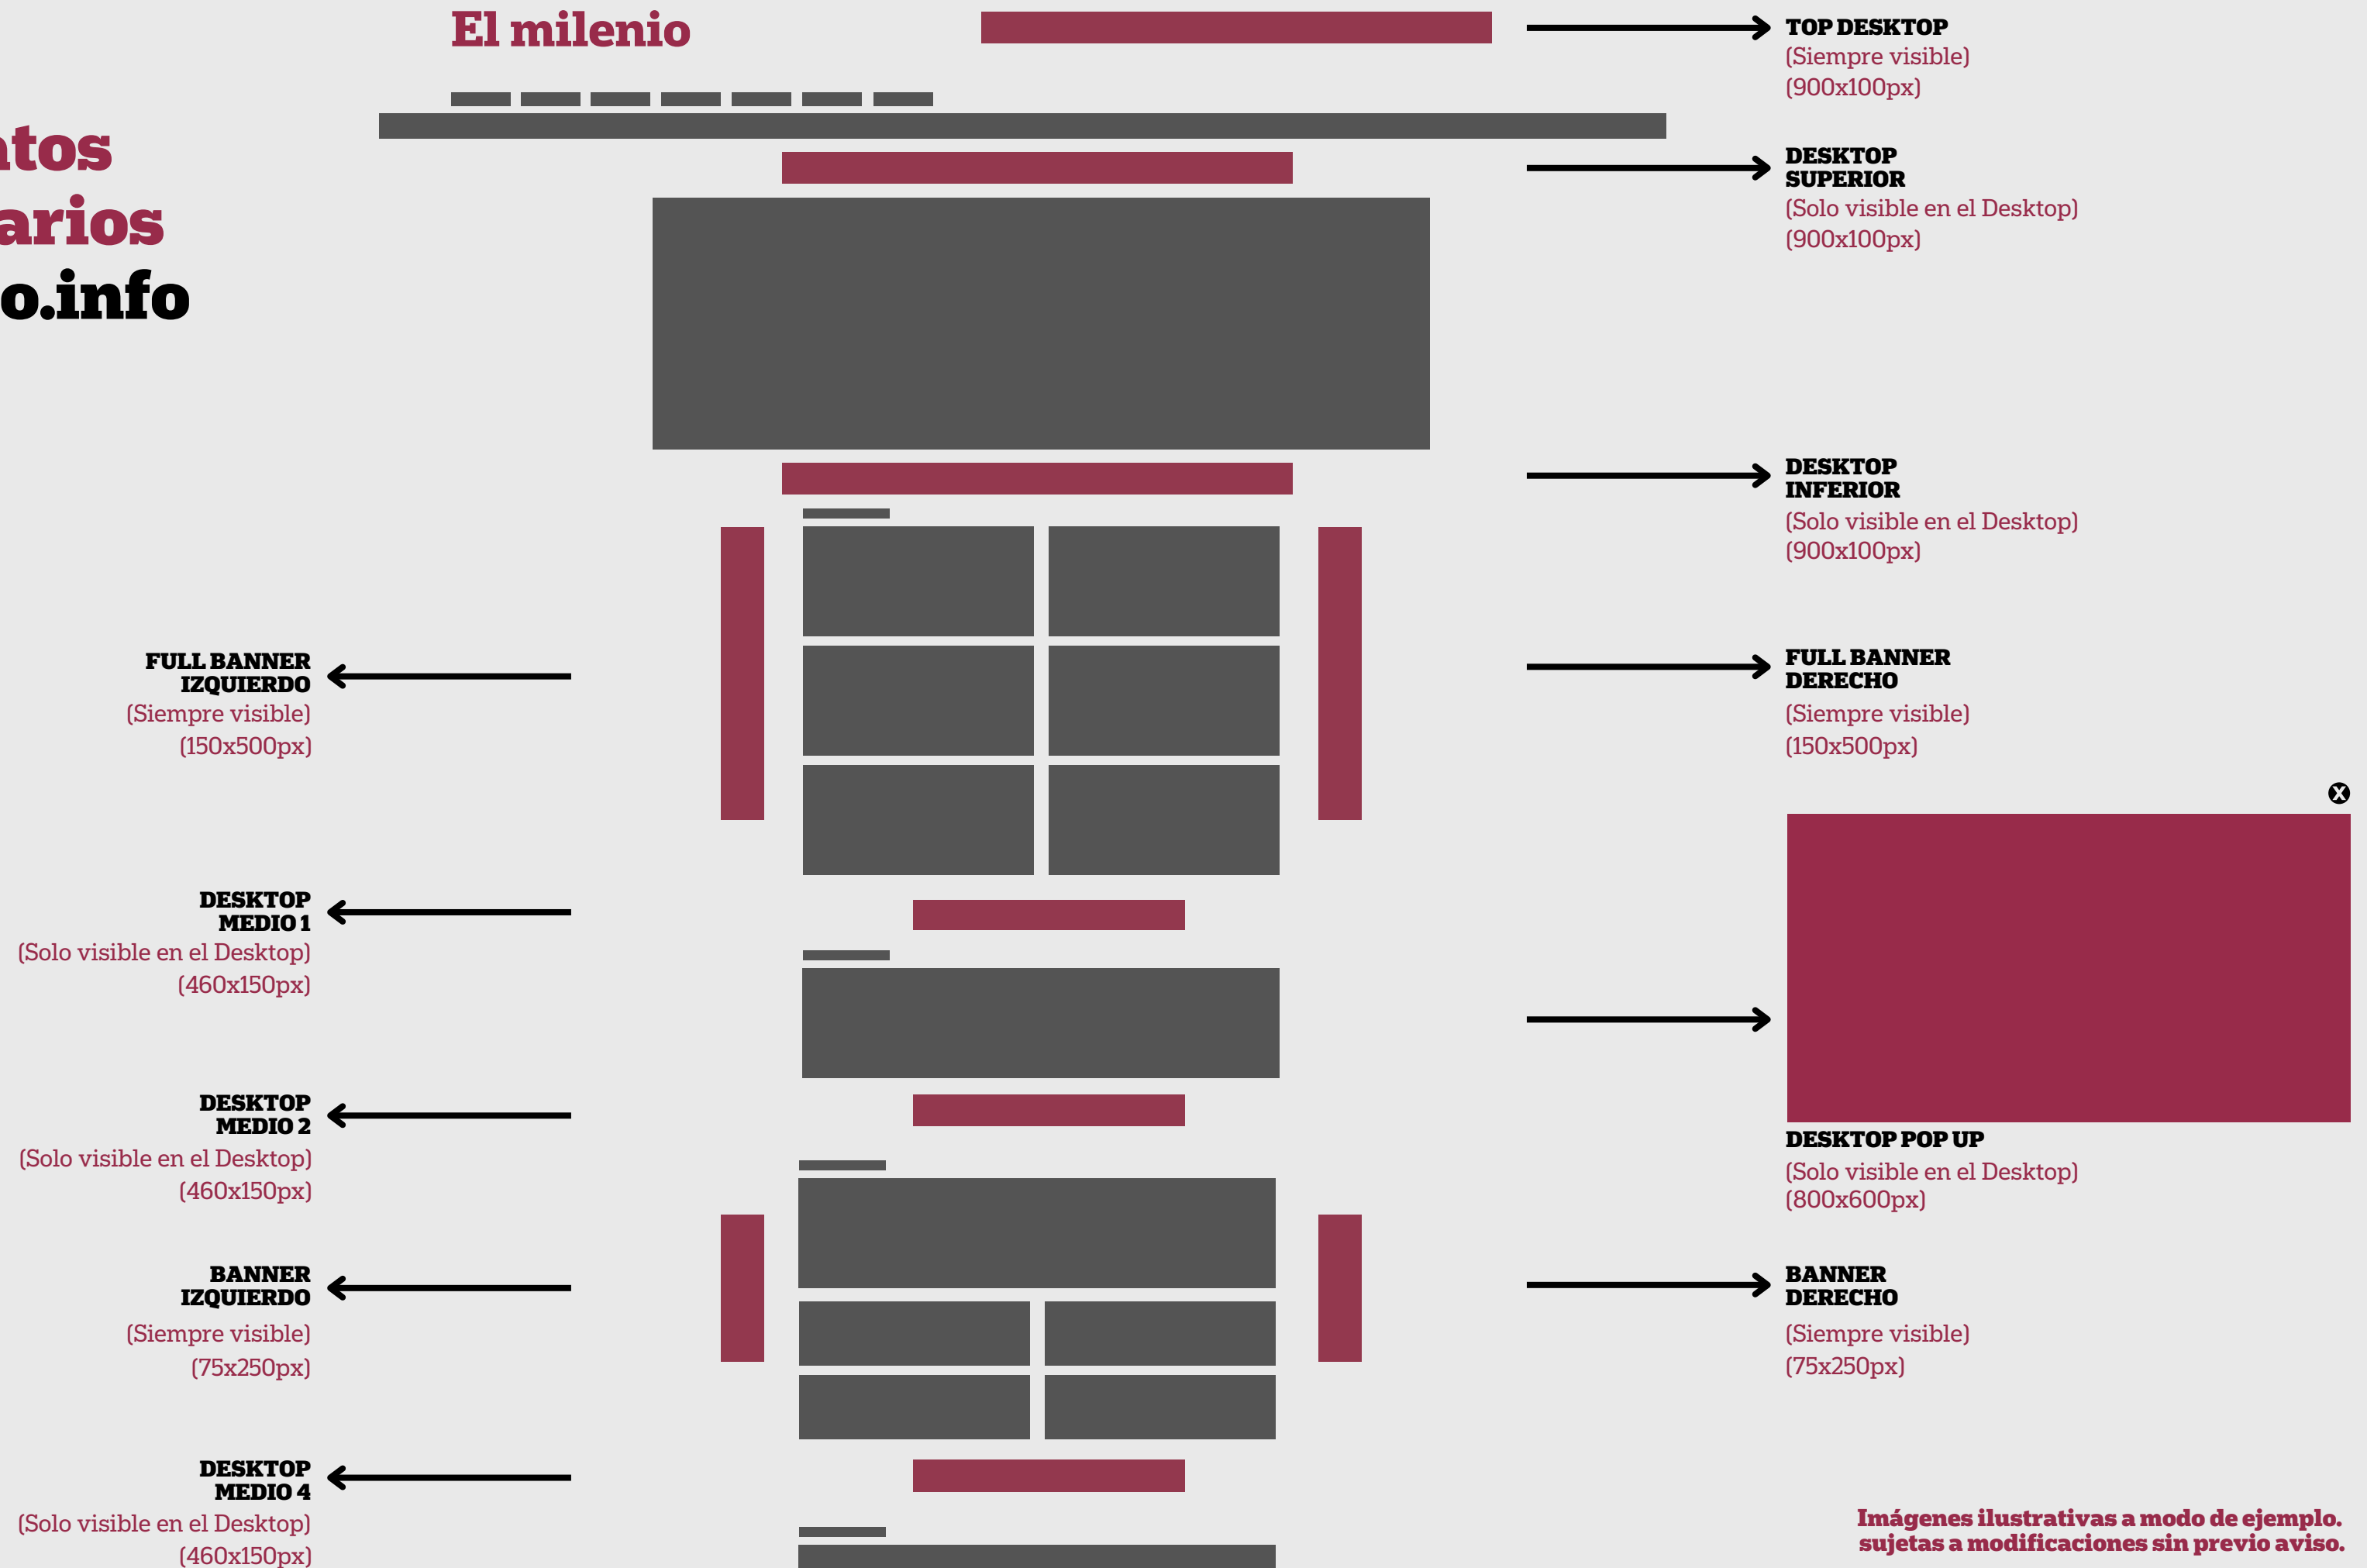 El milenio
TOP DESKTOP
(Siempre visible)
(900x100px)
DESKTOP
SUPERIOR
(Solo visible en el Desktop)
(900x100px)
o.info
DESKTOP
INFERIOR
(Solo visible en el Desktop)
(900x100px)
FULL BANNER
IZQUIERDO
(Siempre visible)
(150x500px)
FULL BANNER
DERECHO
(Siempre visible)
(150x500px)
X
DESKTOP
MEDIO 1
(Solo visible en el Desktop)
(460x150px)
DESKTOP
MEDIO 2
(Solo visible en el Desktop)
(460x150px)
DESKTOP POP UP
(Solo visible en el Desktop)
(800x600px)
BANNER
IZQUIERDO
(Siempre visible)
(75x250px)
BANNER
DERECHO
(Siempre visible)
(75x250px)
DESKTOP
MEDIO 4
(Solo visible en el Desktop)
(460x150px)
Imágenes ilustrativas a modo de ejemplo.
sujetas a modificaciones sin previo aviso.